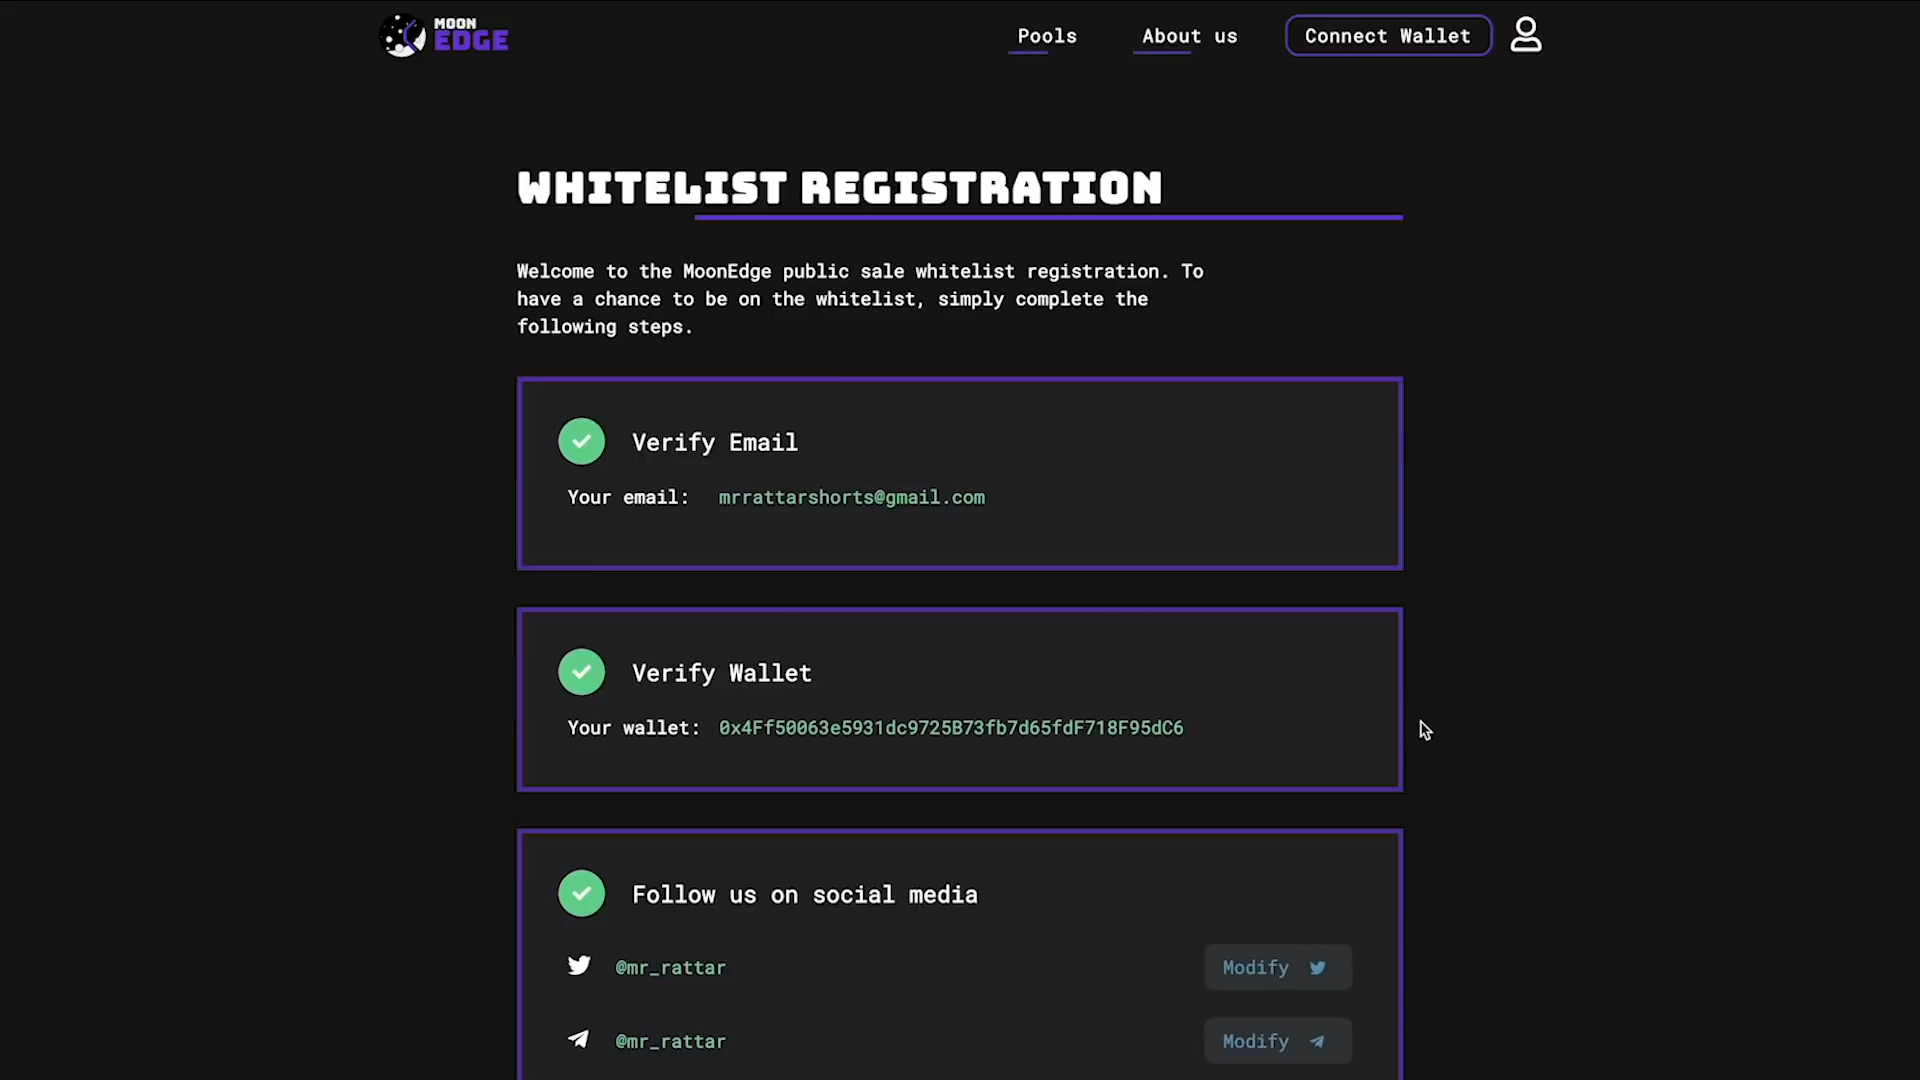 MOON
EDGE
Pools
About us
Connect Wallet
WHITELIST REGISTRATION
Welcome to the MoonEdge public sale whitelist registration. To
have a chance to be on the whitelist, simply complete the
following steps.
Verify Email
Your email: mrrattarshorts@gmail.com
Verify Wallet
Your wallet: 0x4Ff50063e5931dc9725B73fb7d65fdF718F95dC6
Follow us on social media
@mr_rattar
Modify
@mr_rattar
Modify